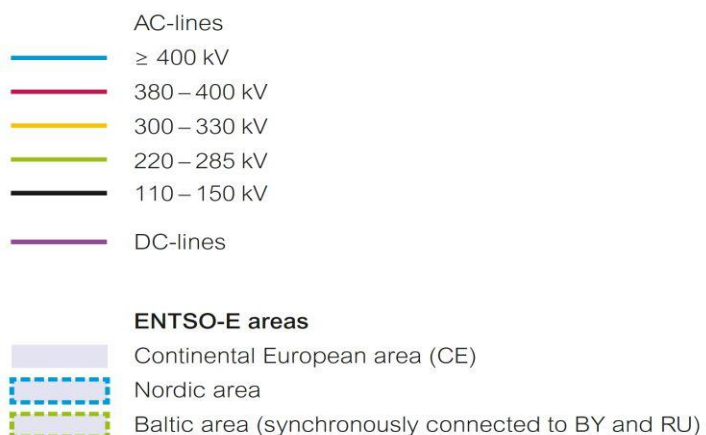 AC-lines
≥ 400 kV
380 – 400 kV
300 – 330 kV
220 – 285 kV
110 – 150 kV
DC-lines
ENTSO-E areas
Continental European area (CE)
Nordic area
Baltic area (synchronously connected to BY and RU)